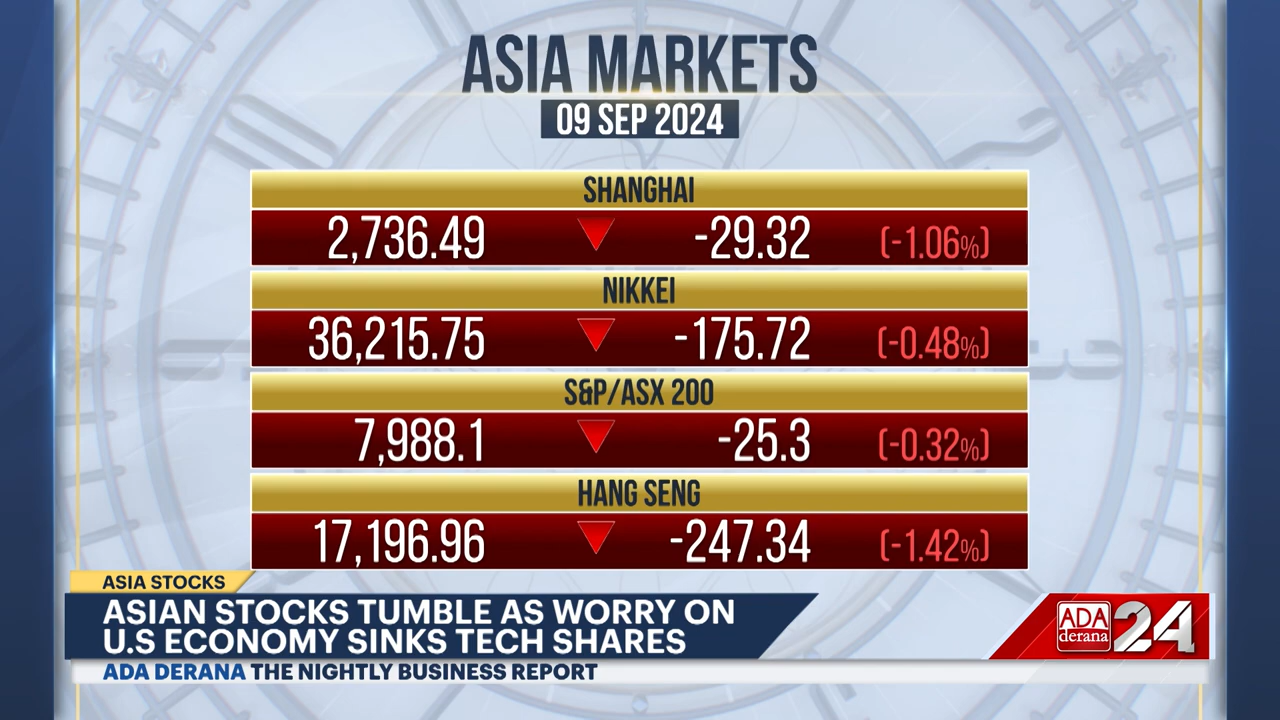 ASIA MARKETS
09 SEP 2024
SHANGHAI
2,736.49 ▼ -29.32 (-1.06%)
NIKKEI
36,215.75 ▼ -175.72 (-0.48%)
S&P/ASX 200
7,988.1 ▼ -25.3 (-0.32%)
HANG SENG
17,196.96 ▼ -247.34 (-1.42%)
ASIA STOCKS
ASIAN STOCKS TUMBLE AS WORRY ON
U.S ECONOMY SINKS TECH SHARES
ADA DERANA THE NIGHTLY BUSINESS REPORT
ADA
derana
24